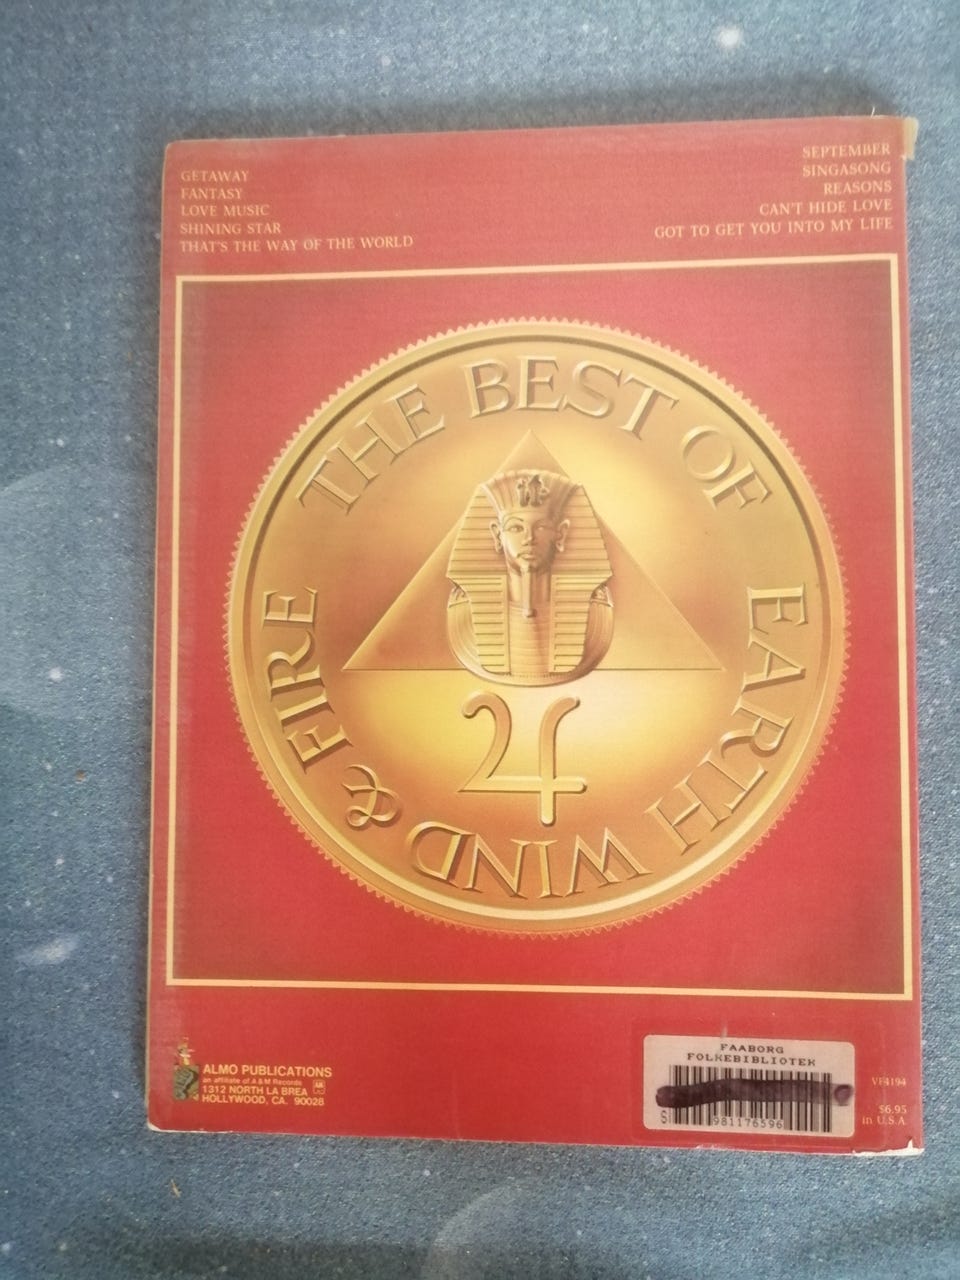 GETAWAY
FANTASY
LOVE MUSIC
SHINING STAR
THAT'S THE WAY OF THE WORLD
SEPTEMBER
SINGASONG
REASONS
CAN'T HIDE LOVE
GOT TO GET YOU INTO MY LIFE
THE BEST OF EARTH WIND & FIRE
ALMO PUBLICATIONS
an affiliate of A & M Records
1312 NORTH LA BREA
HOLLYWOOD, CA. 90028
FAABORG
FOLKEBIBLIOTEK
981176596
VF4194
$6.95
in U.S.A.